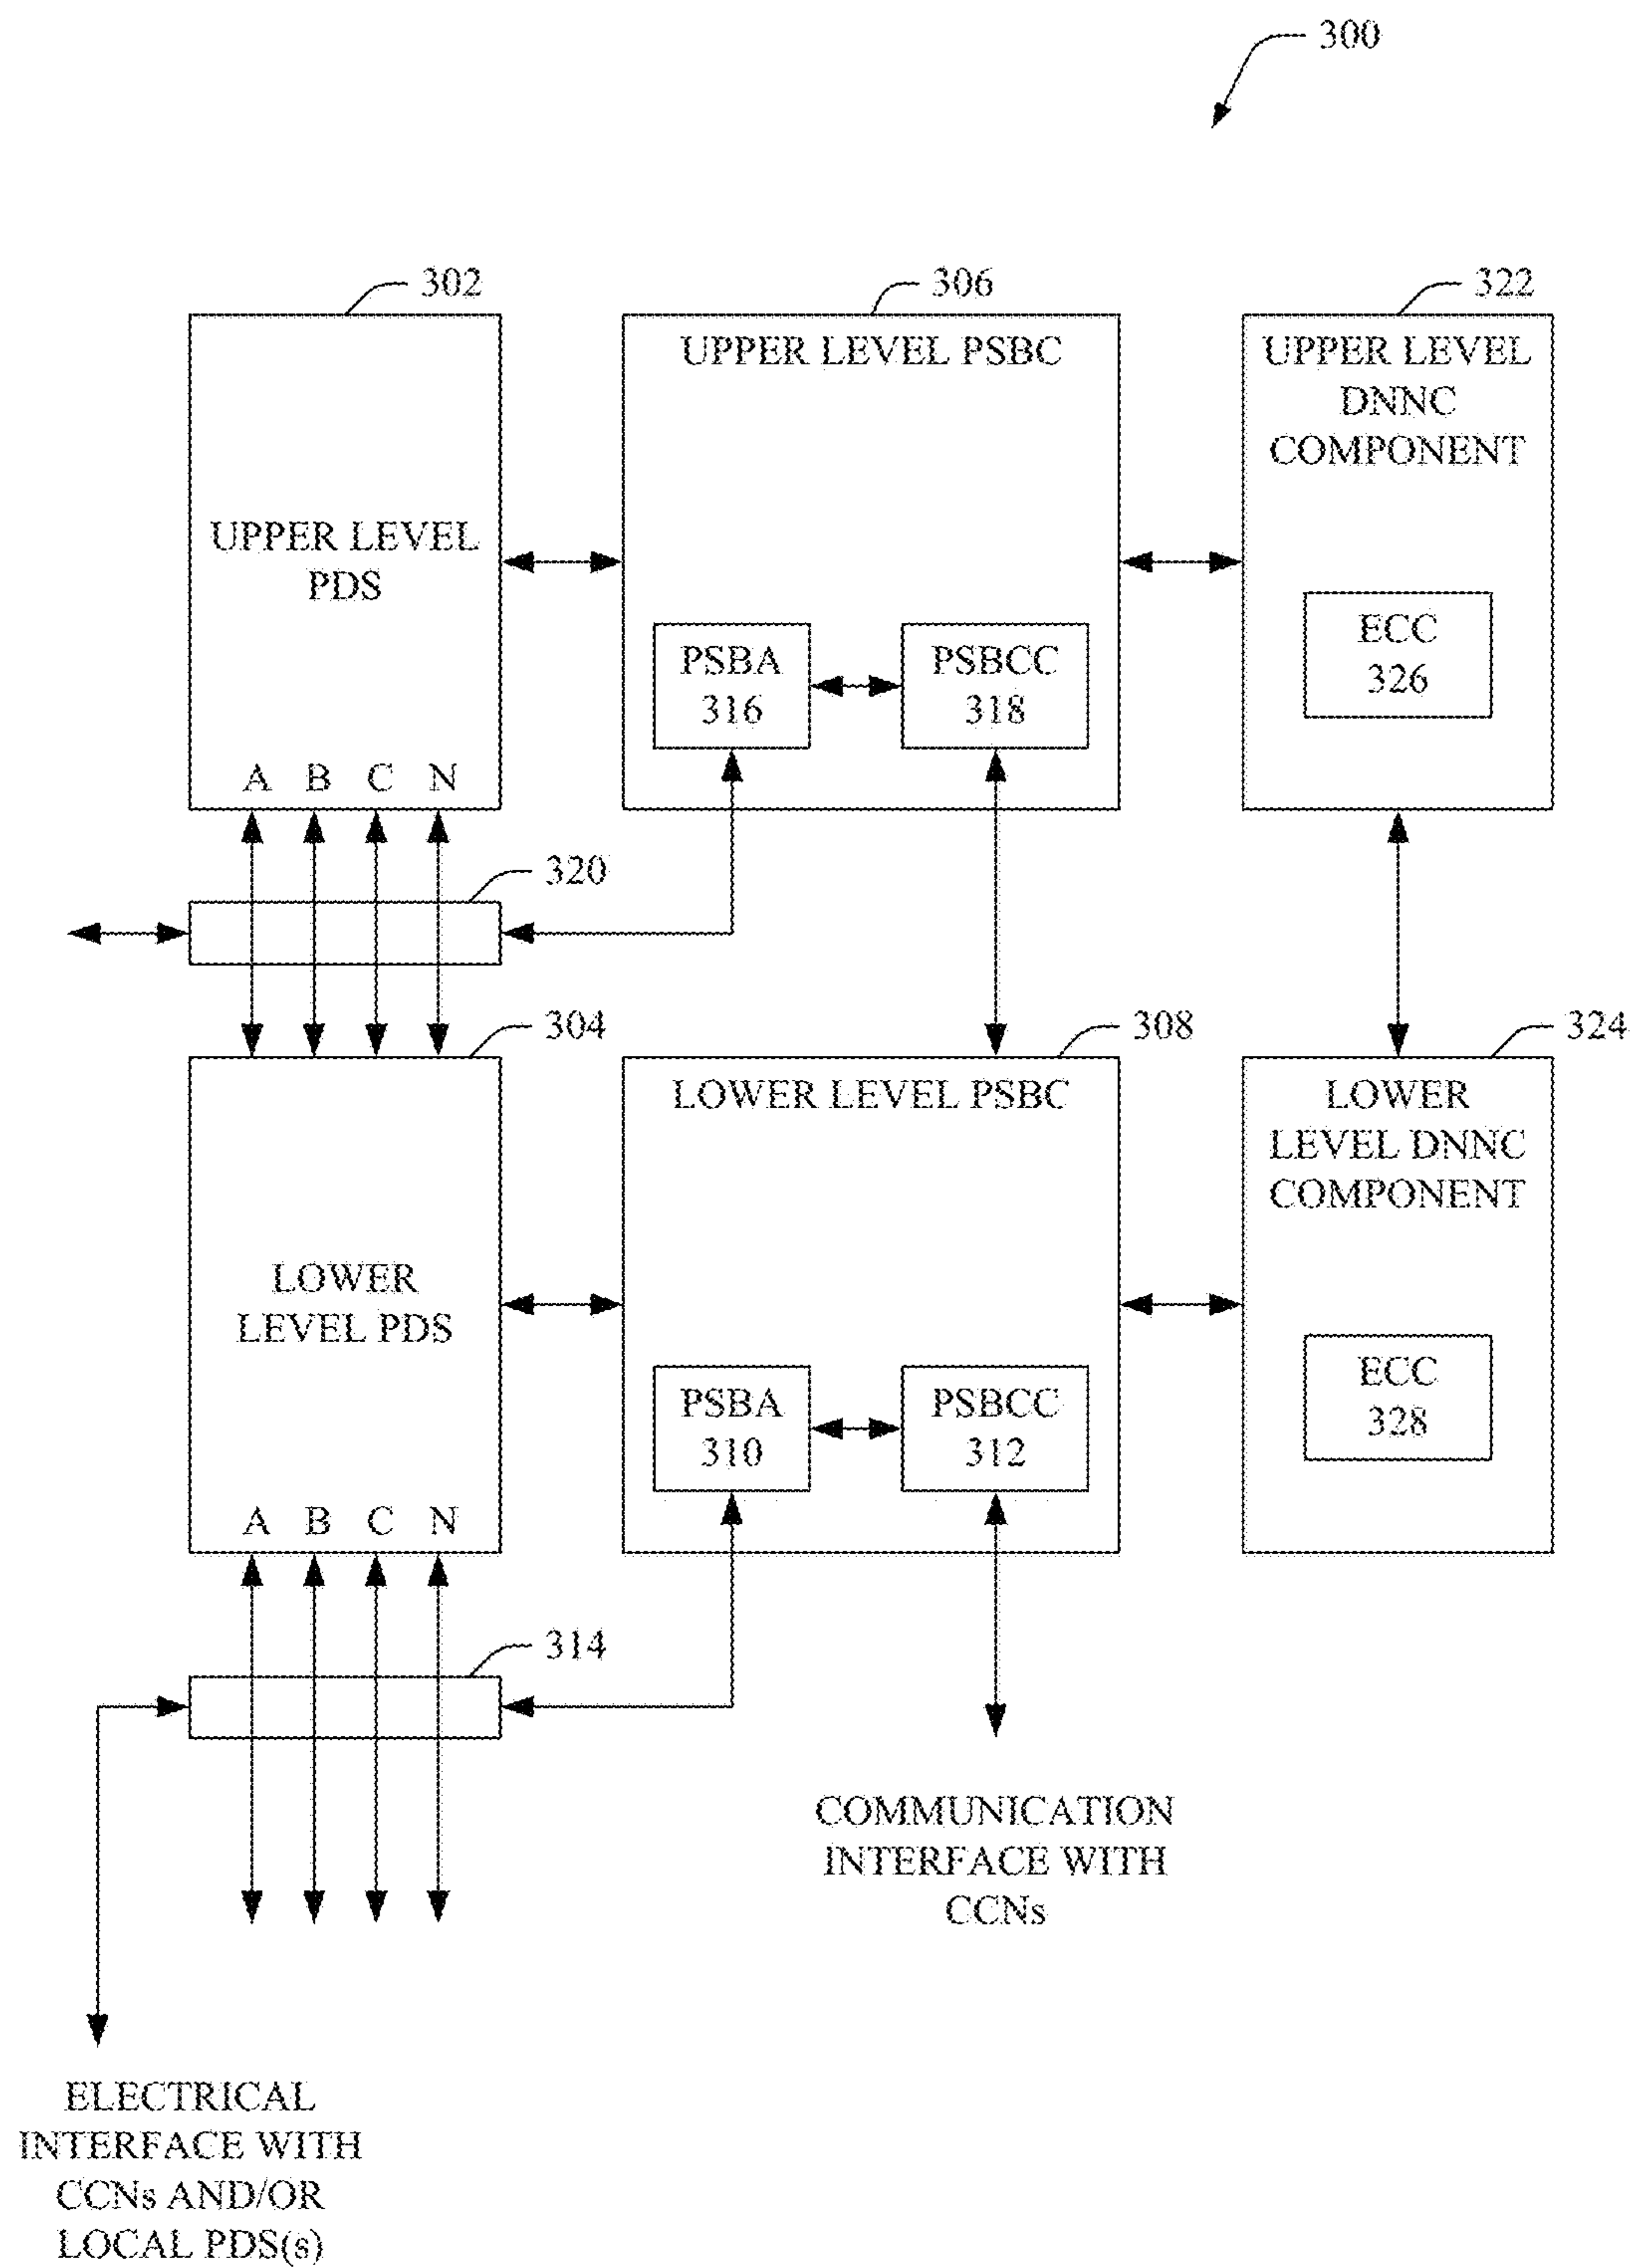 300
302
306
322
UPPER LEVEL
PDS
UPPER LEVEL PSBC
UPPER LEVEL
DNNC
COMPONENT
PSBA
316
PSBCC
318
ECC
326
A B C N
320
304
308
324
LOWER
LEVEL PDS
LOWER LEVEL PSBC
LOWER
LEVEL DNNC
COMPONENT
PSBA
310
PSBCC
312
ECC
328
A B C N
314
COMMUNICATION
INTERFACE WITH
CCNs
ELECTRICAL
INTERFACE WITH
CCNs AND/OR
LOCAL PDS(s)